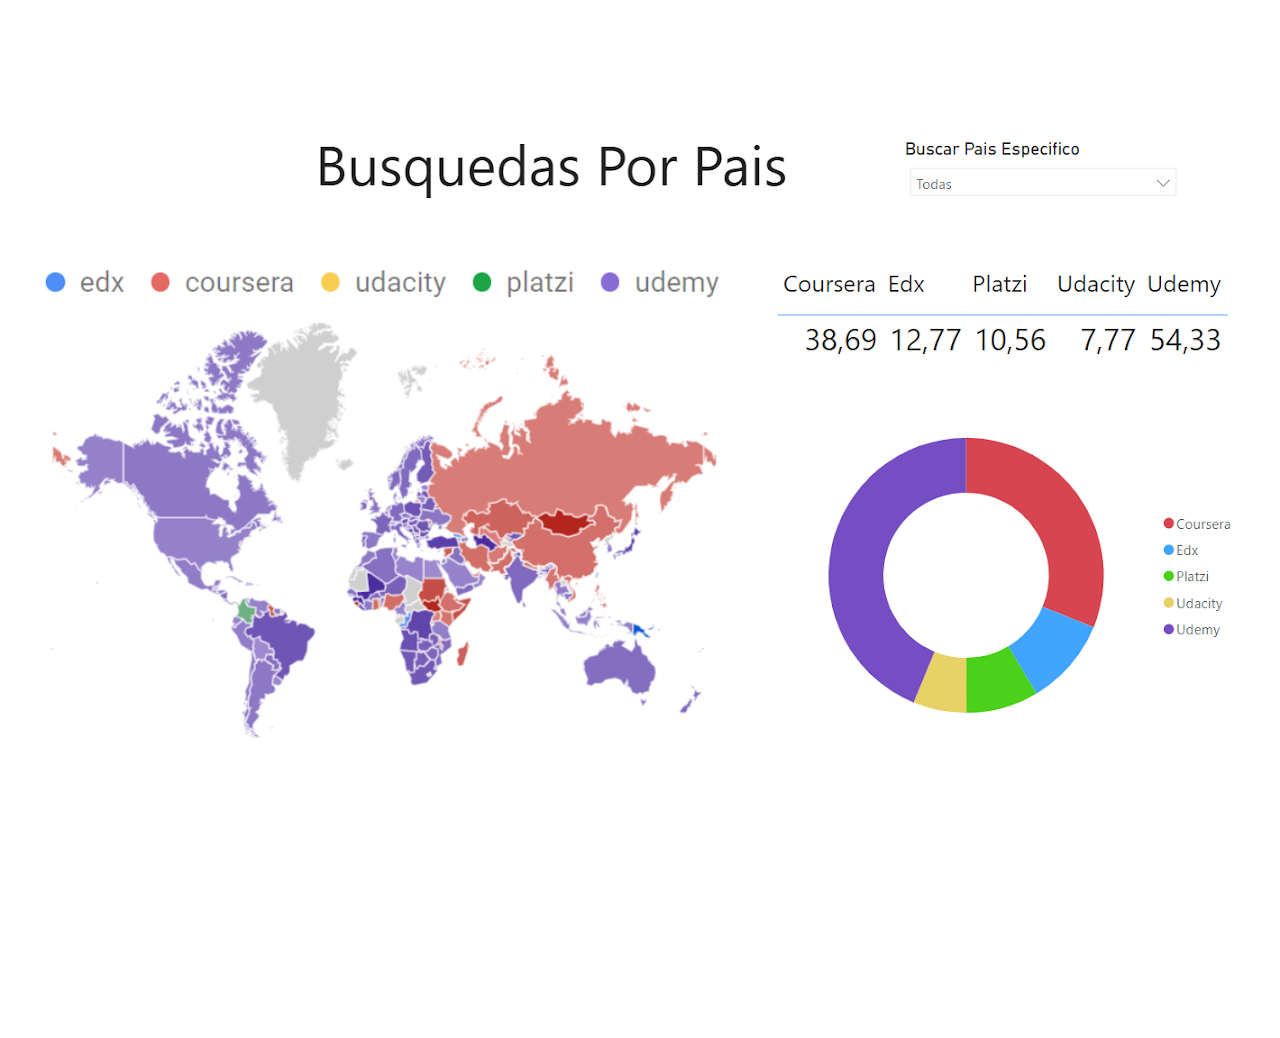 Busquedas Por Pais
Buscar Pais Especifico
Todas
edx coursera udacity platzi udemy
Coursera Edx Platzi Udacity Udemy
38,69 12,77 10,56 7,77 54,33
Coursera
Edx
Platzi
Udacity
Udemy